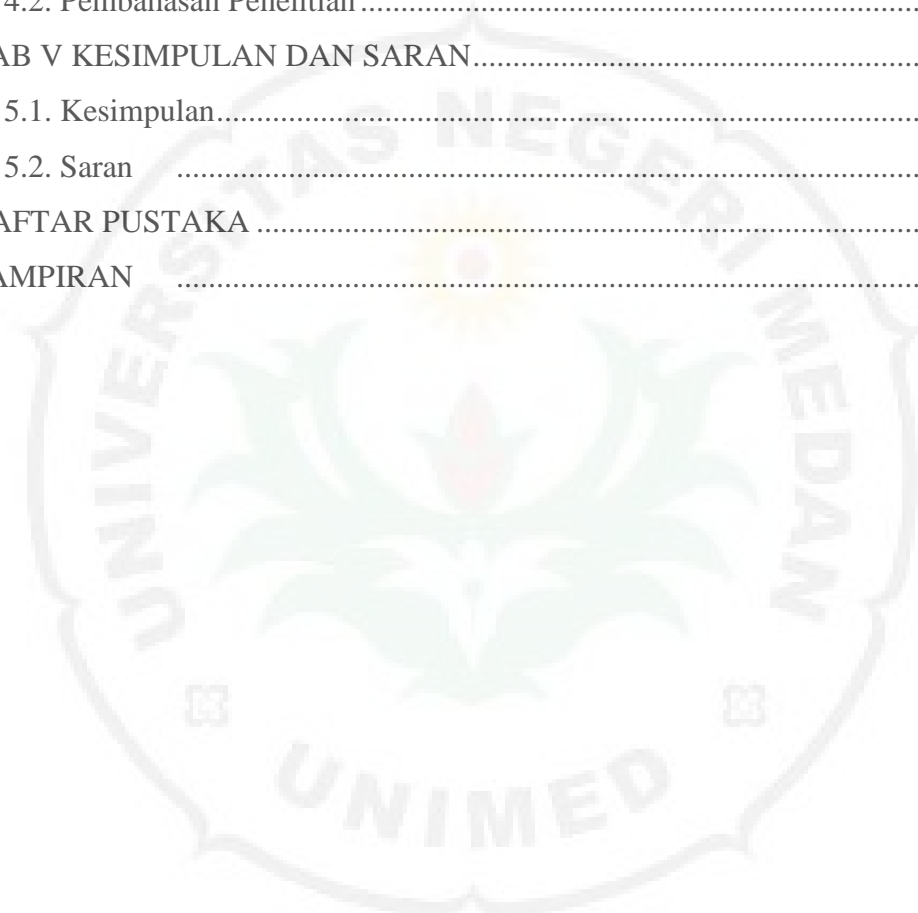 4.2. Pembahasan Penelitian ........................................................................
AB V KESIMPULAN DAN SARAN ........................................................
5.1. Kesimpulan ........................................................................................
5.2. Saran .............................................................................................
AFTAR PUSTAKA ...................................................................................
AMPIRAN .............................................................................................
UNIVERSITAS NEGERI MEDAN
UNIMED